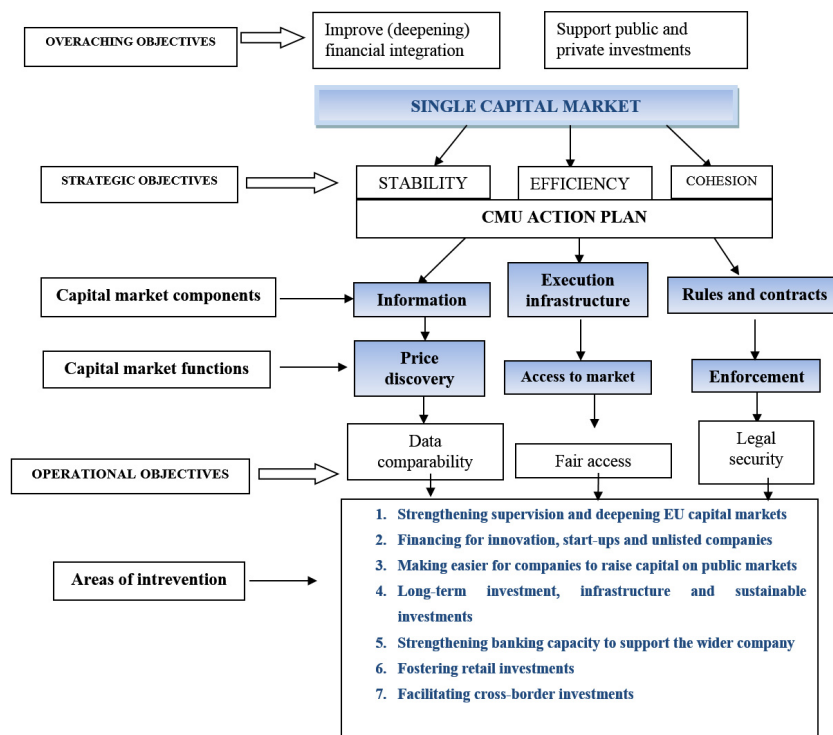 OVERACHING OBJECTIVES
Improve (deepening)
financial integration
Support public and
private investments
SINGLE CAPITAL MARKET
STRATEGIC OBJECTIVES
STABILITY
EFFICIENCY
COHESION
CMU ACTION PLAN
Capital market components
Information
Execution
infrastructure
Rules and contracts
Capital market functions
Price
discovery
Access to market
Enforcement
OPERATIONAL OBJECTIVES
Data
comparability
Fair access
Legal
security
Areas of intrevention
1. Strengthening supervision and deepening EU capital markets
2. Financing for innovation, start-ups and unlisted companies
3. Making easier for companies to raise capital on public markets
4. Long-term investment, infrastructure and sustainable
investments
5. Strengthening banking capacity to support the wider company
6. Fostering retail investments
7. Facilitating cross-border investments